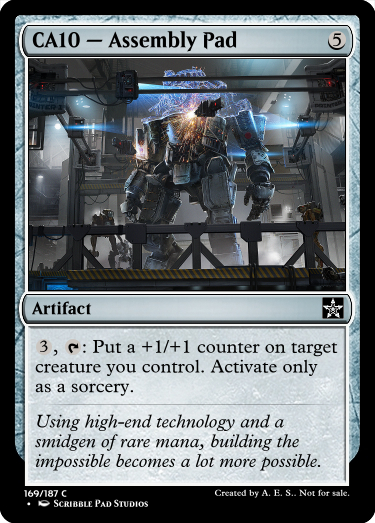 CA10 — Assembly Pad 5
Artifact
3, : Put a +1/+1 counter on target
creature you control. Activate only
as a sorcery.
Using high-end technology and a
smidgen of rare mana, building the
impossible becomes a lot more possible.
169/187 C
Created by A. E. S.. Not for sale.
• Scribble Pad Studios